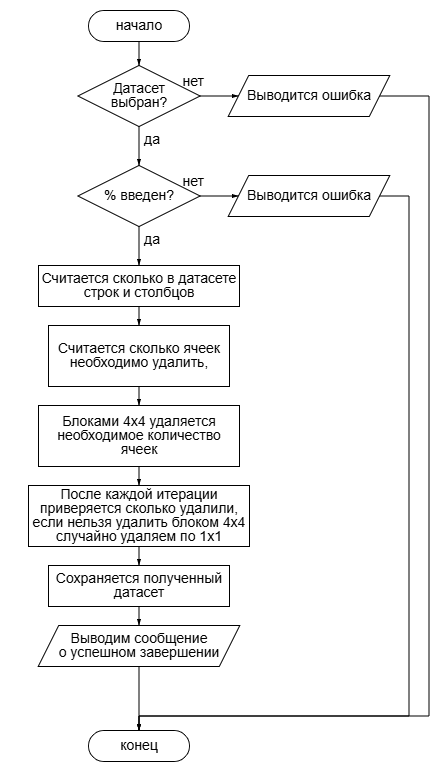 начало
Датасет
выбран?
нет
Выводится ошибка
да
% введен?
нет
Выводится ошибка
да
Считается сколько в датасете
строк и столбцов
Считается сколько ячеек
необходимо удалить,
Блоками 4х4 удаляется
необходимое количество
ячеек
После каждой итерации
приверяется сколько удалили,
если нельзя удалить блоком 4х4
случайно удаляем по 1х1
Сохраняется полученный
датасет
Выводим сообщение
о успешном завершении
конец